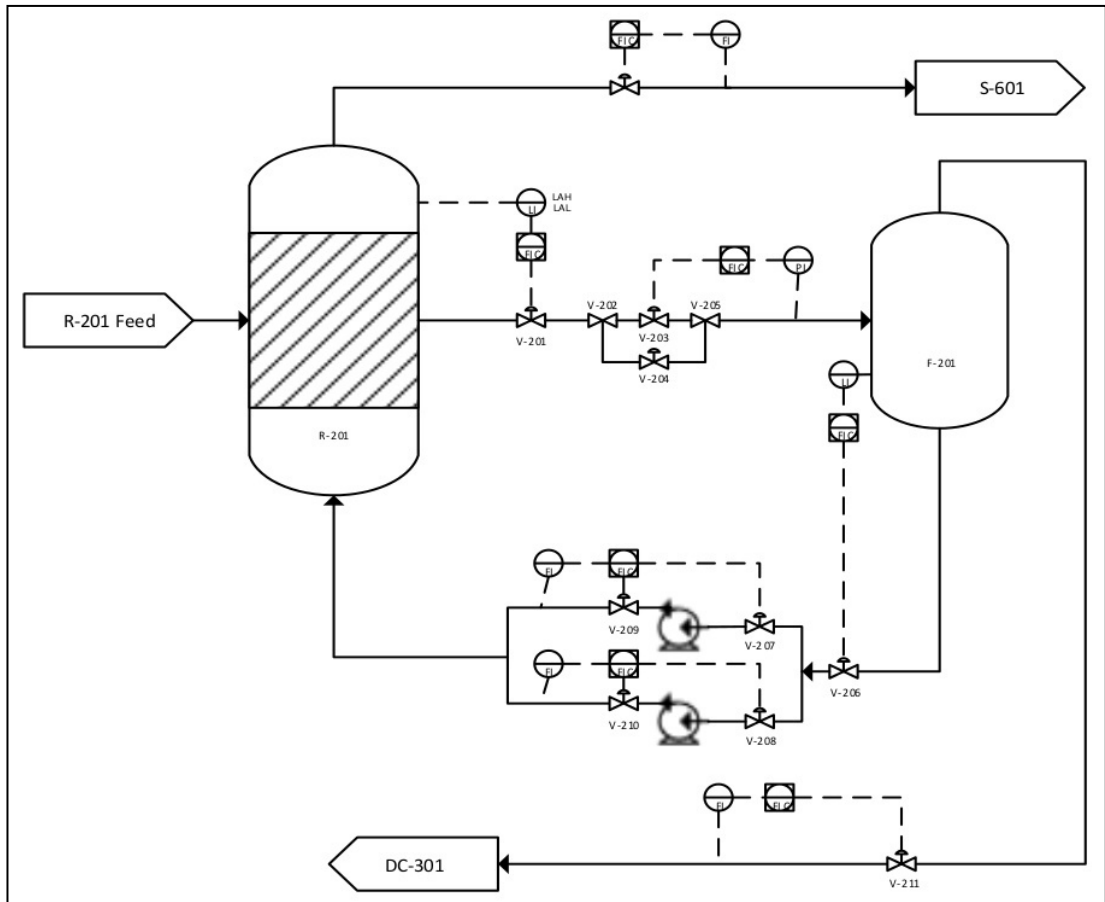 FIC
FI
S-601
LI
LAH
LAL
FIC
FIC
PI
R-201 Feed
V-201
V-202
V-203
V-205
V-204
F-201
LI
R-201
FIC
FI
FIC
V-209
V-207
FI
FIC
V-206
V-210
V-208
FI
FIC
DC-301
V-211